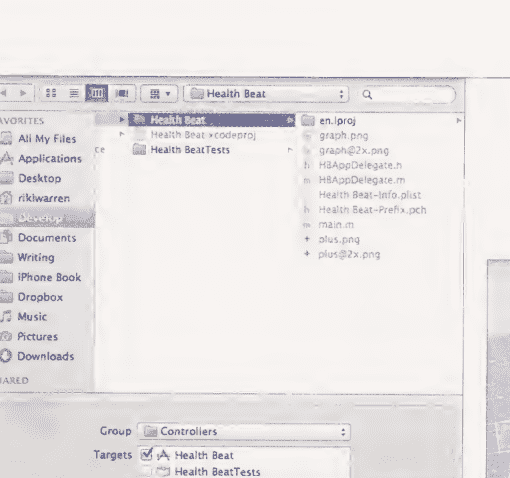 Health Beat
AVORITES
All My Files
Applications
Desktop
riklwarren
Develop
Documents
Writing
iPhone Book
Dropbox
Music
Pictures
Downloads
HARED
ce
Health Beat
Health Beat.xcodeproj
Health BeatTests
en.lproj
graph.png
graph@2x.png
HBAppDelegate.h
HBAppDelegate.m
Health Beat-Info.plist
Health Beat-Prefix.pch
main.m
plus.png
plus@2x.png
Group Controllers
Targets Health Beat
Health BeatTests